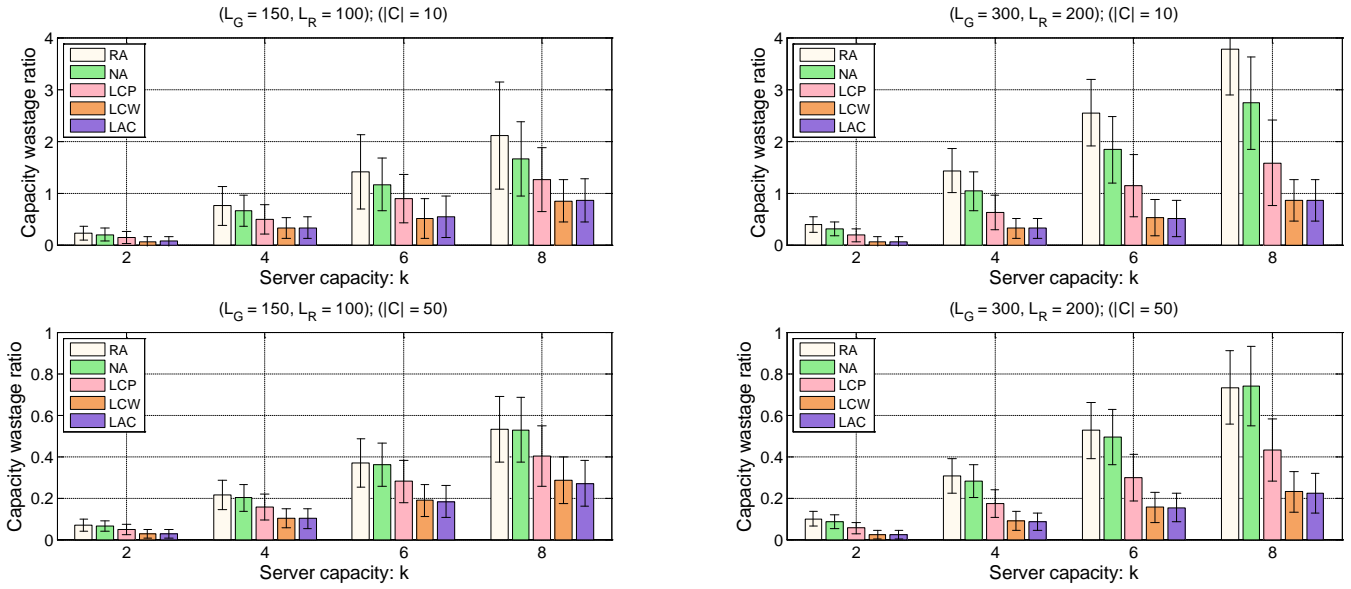 (L_G = 150, L_R = 100); (|C| = 10)
Capacity wastage ratio
4
3
2
1
0
RA
NA
LCP
LCW
LAC
2 4 6 8
Server capacity: k
(L_G = 300, L_R = 200); (|C| = 10)
Capacity wastage ratio
4
3
2
1
0
RA
NA
LCP
LCW
LAC
2 4 6 8
Server capacity: k
(L_G = 150, L_R = 100); (|C| = 50)
Capacity wastage ratio
1
0.8
0.6
0.4
0.2
0
RA
NA
LCP
LCW
LAC
2 4 6 8
Server capacity: k
(L_G = 300, L_R = 200); (|C| = 50)
Capacity wastage ratio
1
0.8
0.6
0.4
0.2
0
RA
NA
LCP
LCW
LAC
2 4 6 8
Server capacity: k